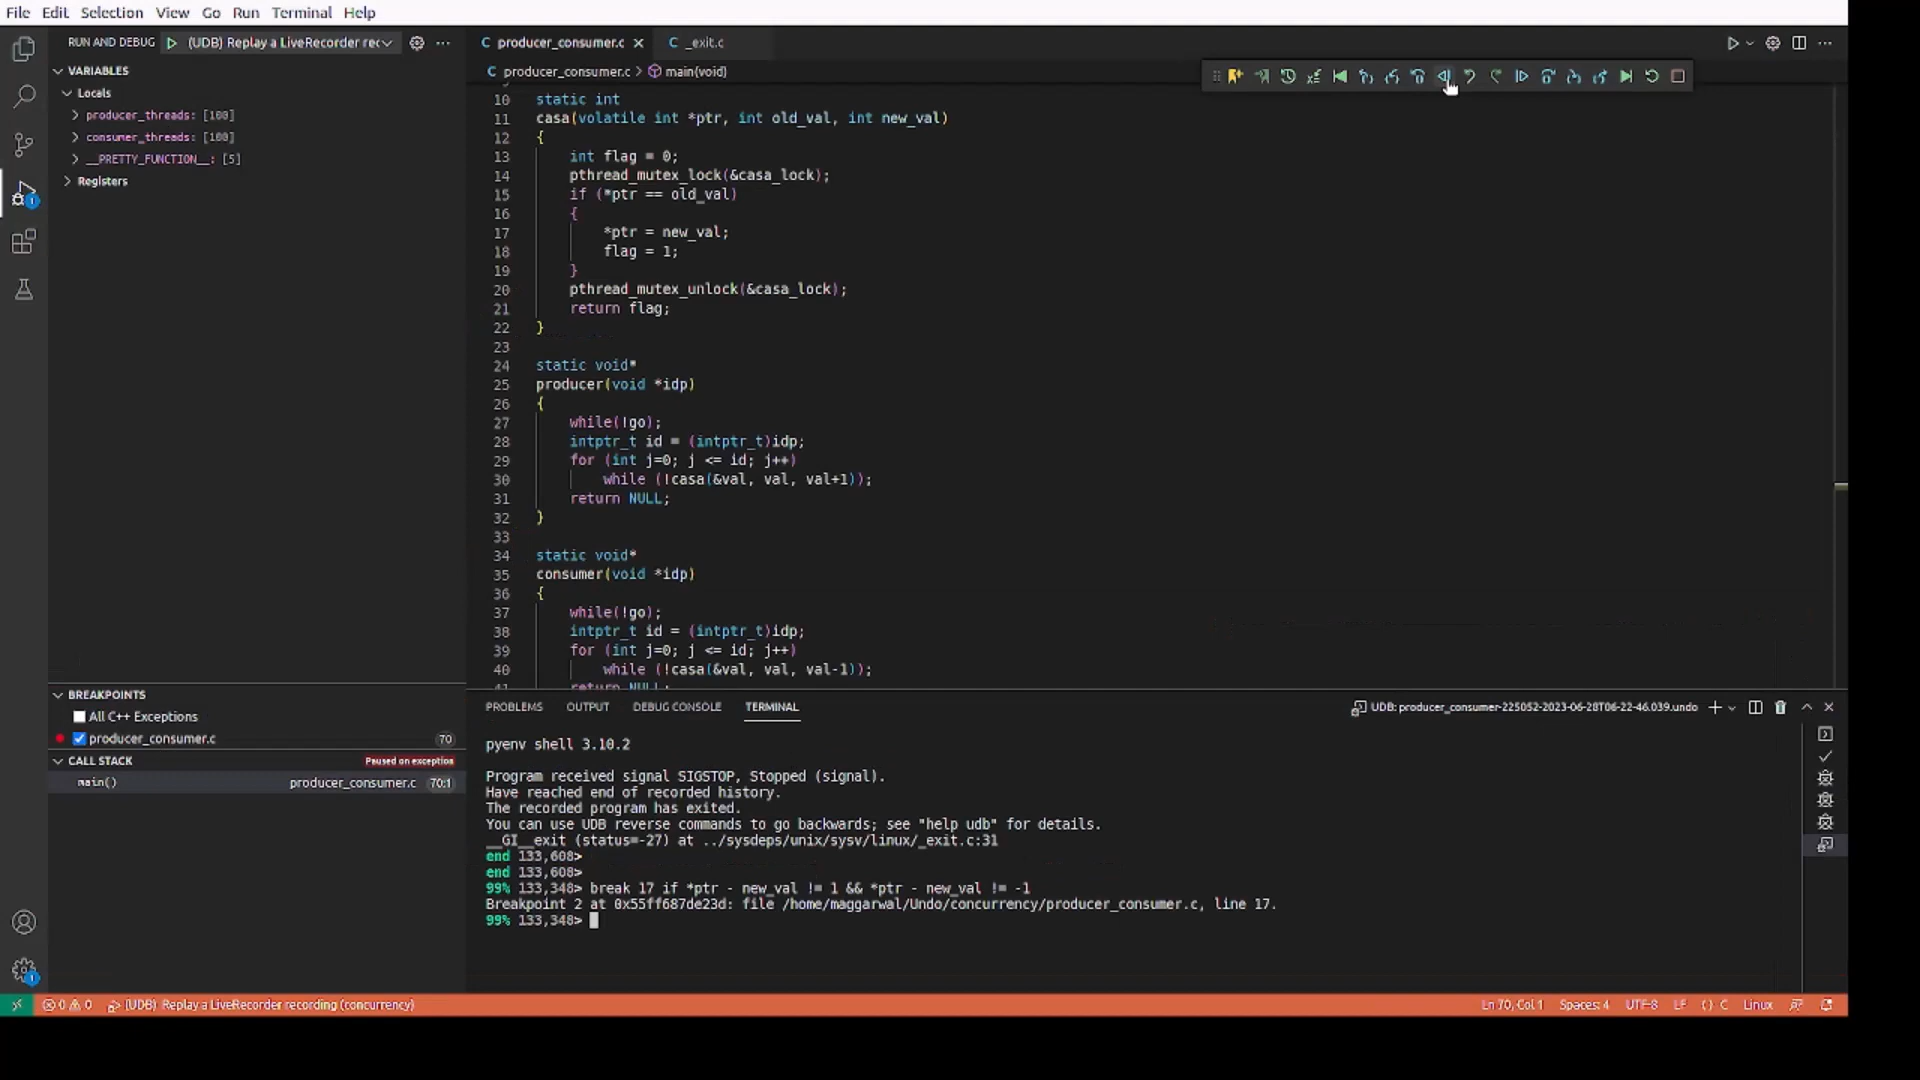 File Edit Selection View Go Run Terminal Help
RUN AND DEBUG (UDB) Replay a LiveRecorder rec
producer_consumer.c
_exit.c
producer_consumer.c > main(void)
VARIABLES
Locals
producer_threads: [100]
consumer_threads: [100]
__PRETTY_FUNCTION__: [5]
Registers
10 static int
11 casa(volatile int *ptr, int old_val, int new_val)
12 {
13 int flag = 0;
14 pthread_mutex_lock(&casa_lock);
15 if (*ptr == old_val)
16 {
17 *ptr = new_val;
18 flag = 1;
19 }
20 pthread_mutex_unlock(&casa_lock);
21 return flag;
22 }
23
24 static void*
25 producer(void *idp)
26 {
27 while(!go);
28 intptr_t id = (intptr_t)idp;
29 for (int j=0; j <= id; j++)
30 while (!casa(&val, val, val+1));
31 return NULL;
32 }
33
34 static void*
35 consumer(void *idp)
36 {
37 while(!go);
38 intptr_t id = (intptr_t)idp;
39 for (int j=0; j <= id; j++)
40 while (!casa(&val, val, val-1));
41 return NULL;
BREAKPOINTS
All C++ Exceptions
producer_consumer.c 70
CALL STACK Paused on exception
main() producer_consumer.c 70:1
PROBLEMS OUTPUT DEBUG CONSOLE TERMINAL
UDB: producer_consumer-225052-2023-06-28T06-22-46.039.undo
pyenv shell 3.10.2
Program received signal SIGSTOP, Stopped (signal).
Have reached end of recorded history.
The recorded program has exited.
You can use UDB reverse commands to go backwards; see "help udb" for details.
__GI__exit (status=-27) at ../sysdeps/unix/sysv/linux/_exit.c:31
end 133,608>
end 133,608>
99% 133,348> break 17 if *ptr - new_val != 1 && *ptr - new_val != -1
Breakpoint 2 at 0x55ff687de23d: file /home/maggarwal/Undo/concurrency/producer_consumer.c, line 17.
99% 133,348>
0 0 (UDB) Replay a LiveRecorder recording (concurrency)
Ln 70, Col 1 Spaces: 4 UTF-8 LF {} C Linux